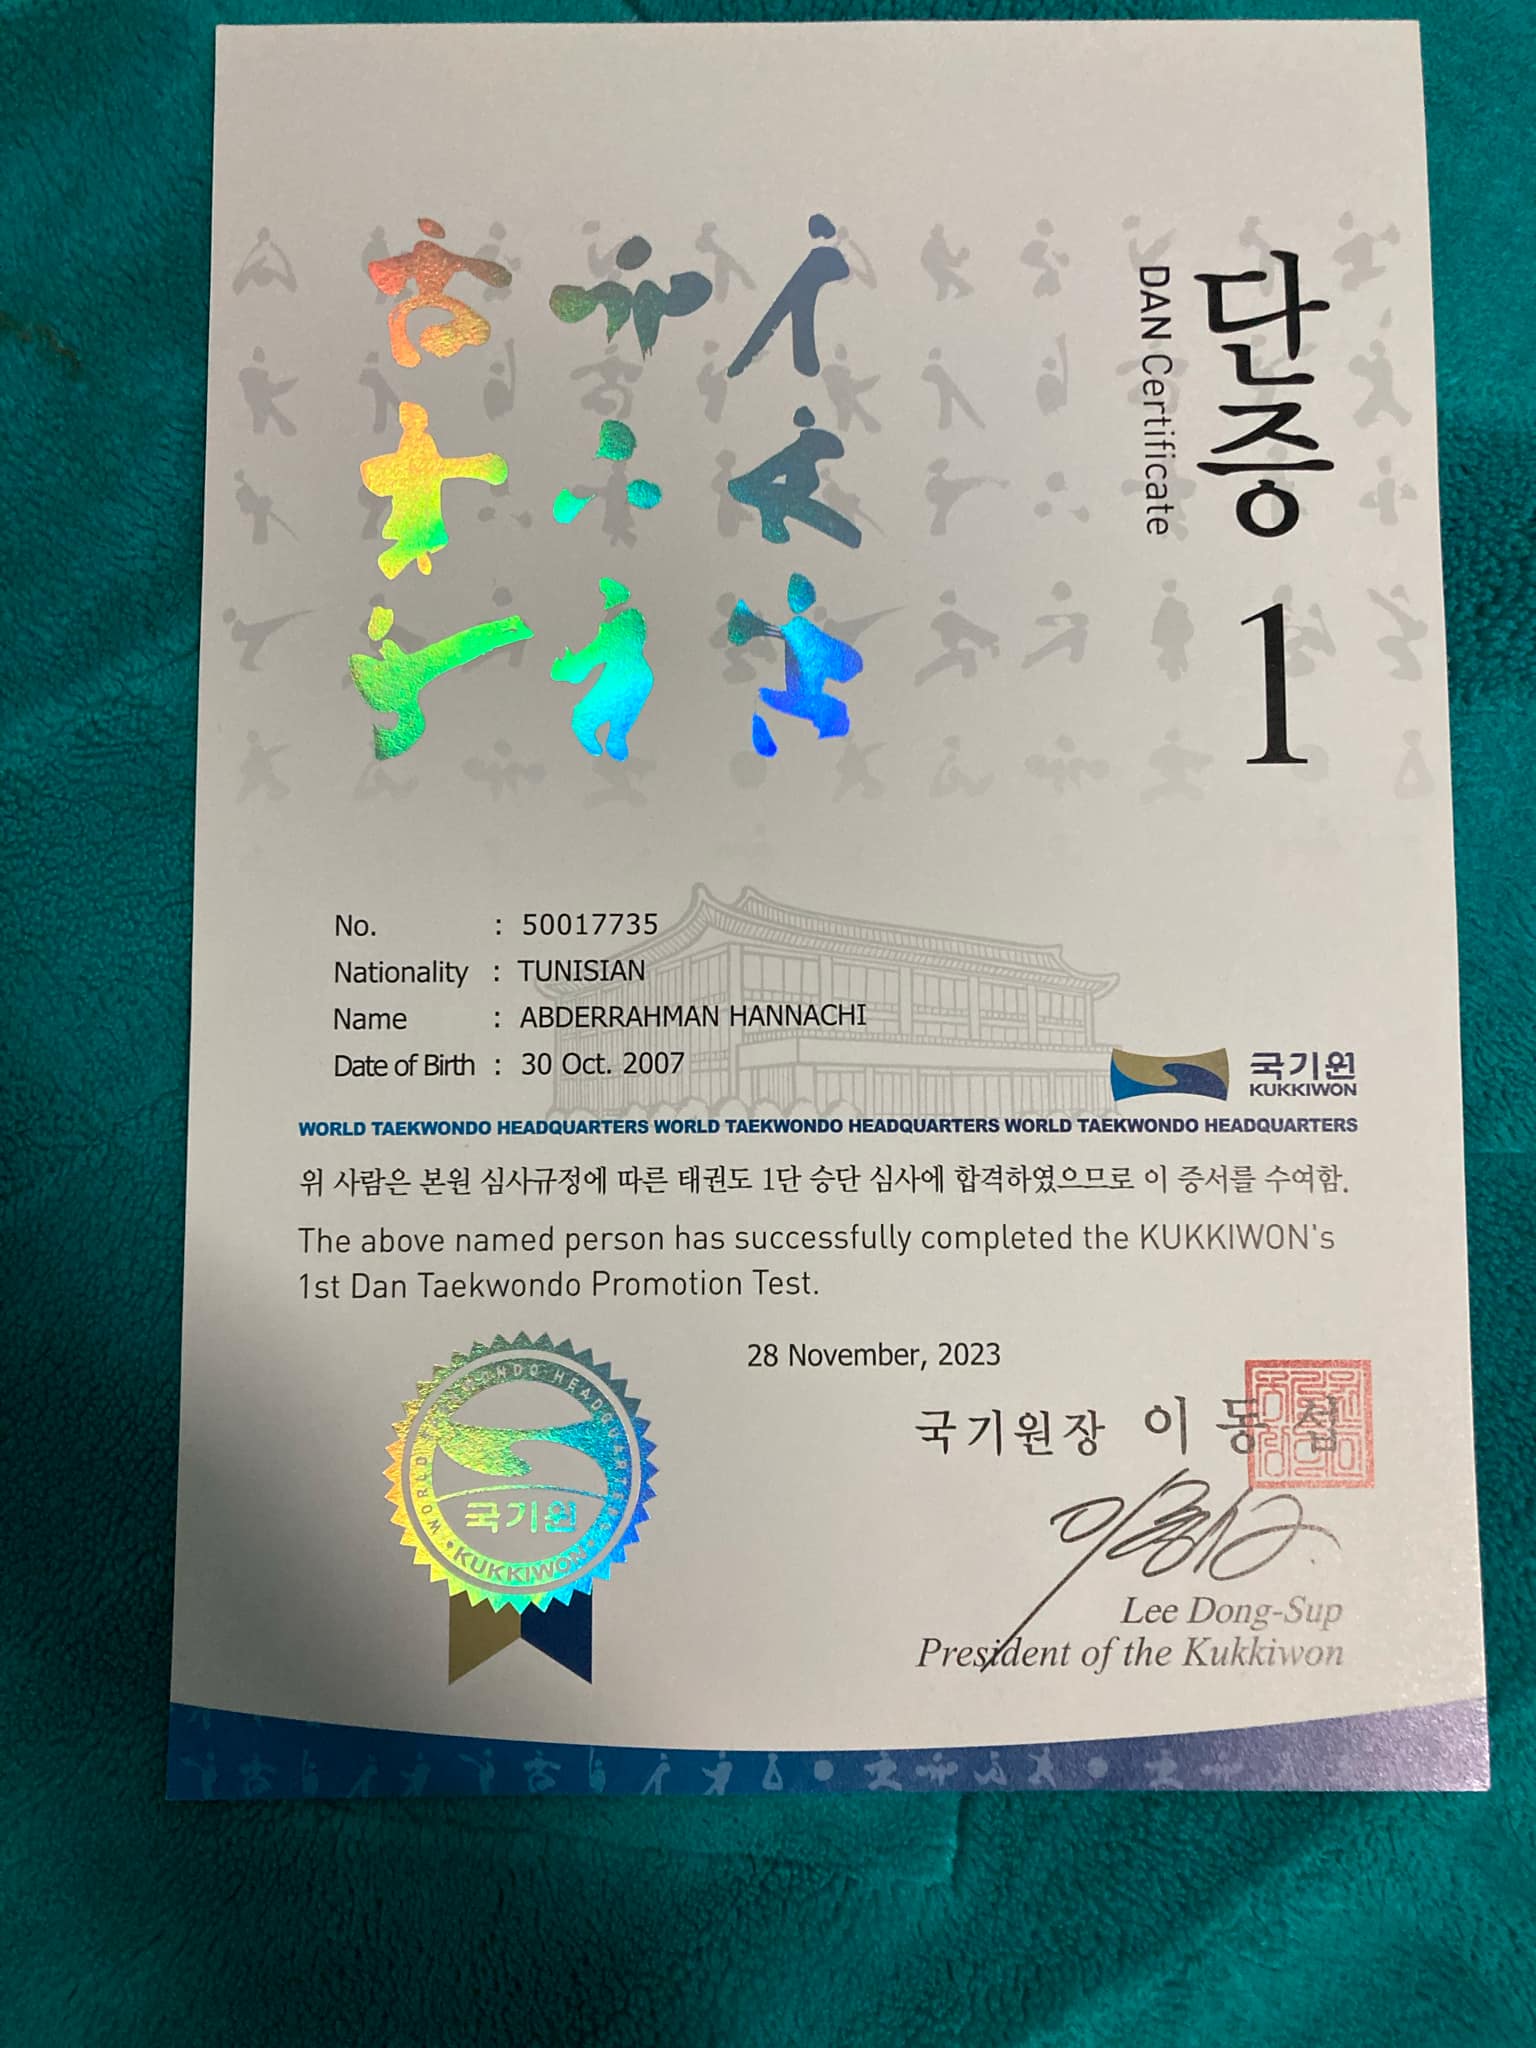 단증 1
DAN Certificate
No. : 50017735
Nationality : TUNISIAN
Name : ABDERRAHMAN HANNACHI
Date of Birth : 30 Oct. 2007
국기원
KUKKIWON
WORLD TAEKWONDO HEADQUARTERS WORLD TAEKWONDO HEADQUARTERS WORLD TAEKWONDO HEADQUARTERS
위 사람은 본원 심사규정에 따른 태권도 1단 승단 심사에 합격하였으므로 이 증서를 수여함.
The above named person has successfully completed the KUKKIWON's
1st Dan Taekwondo Promotion Test.
28 November, 2023
국기원장 이동섭
Lee Dong-Sup
President of the Kukkiwon
WORLD TAEKWONDO HEADQUARTERS
국기원
KUKKIWON